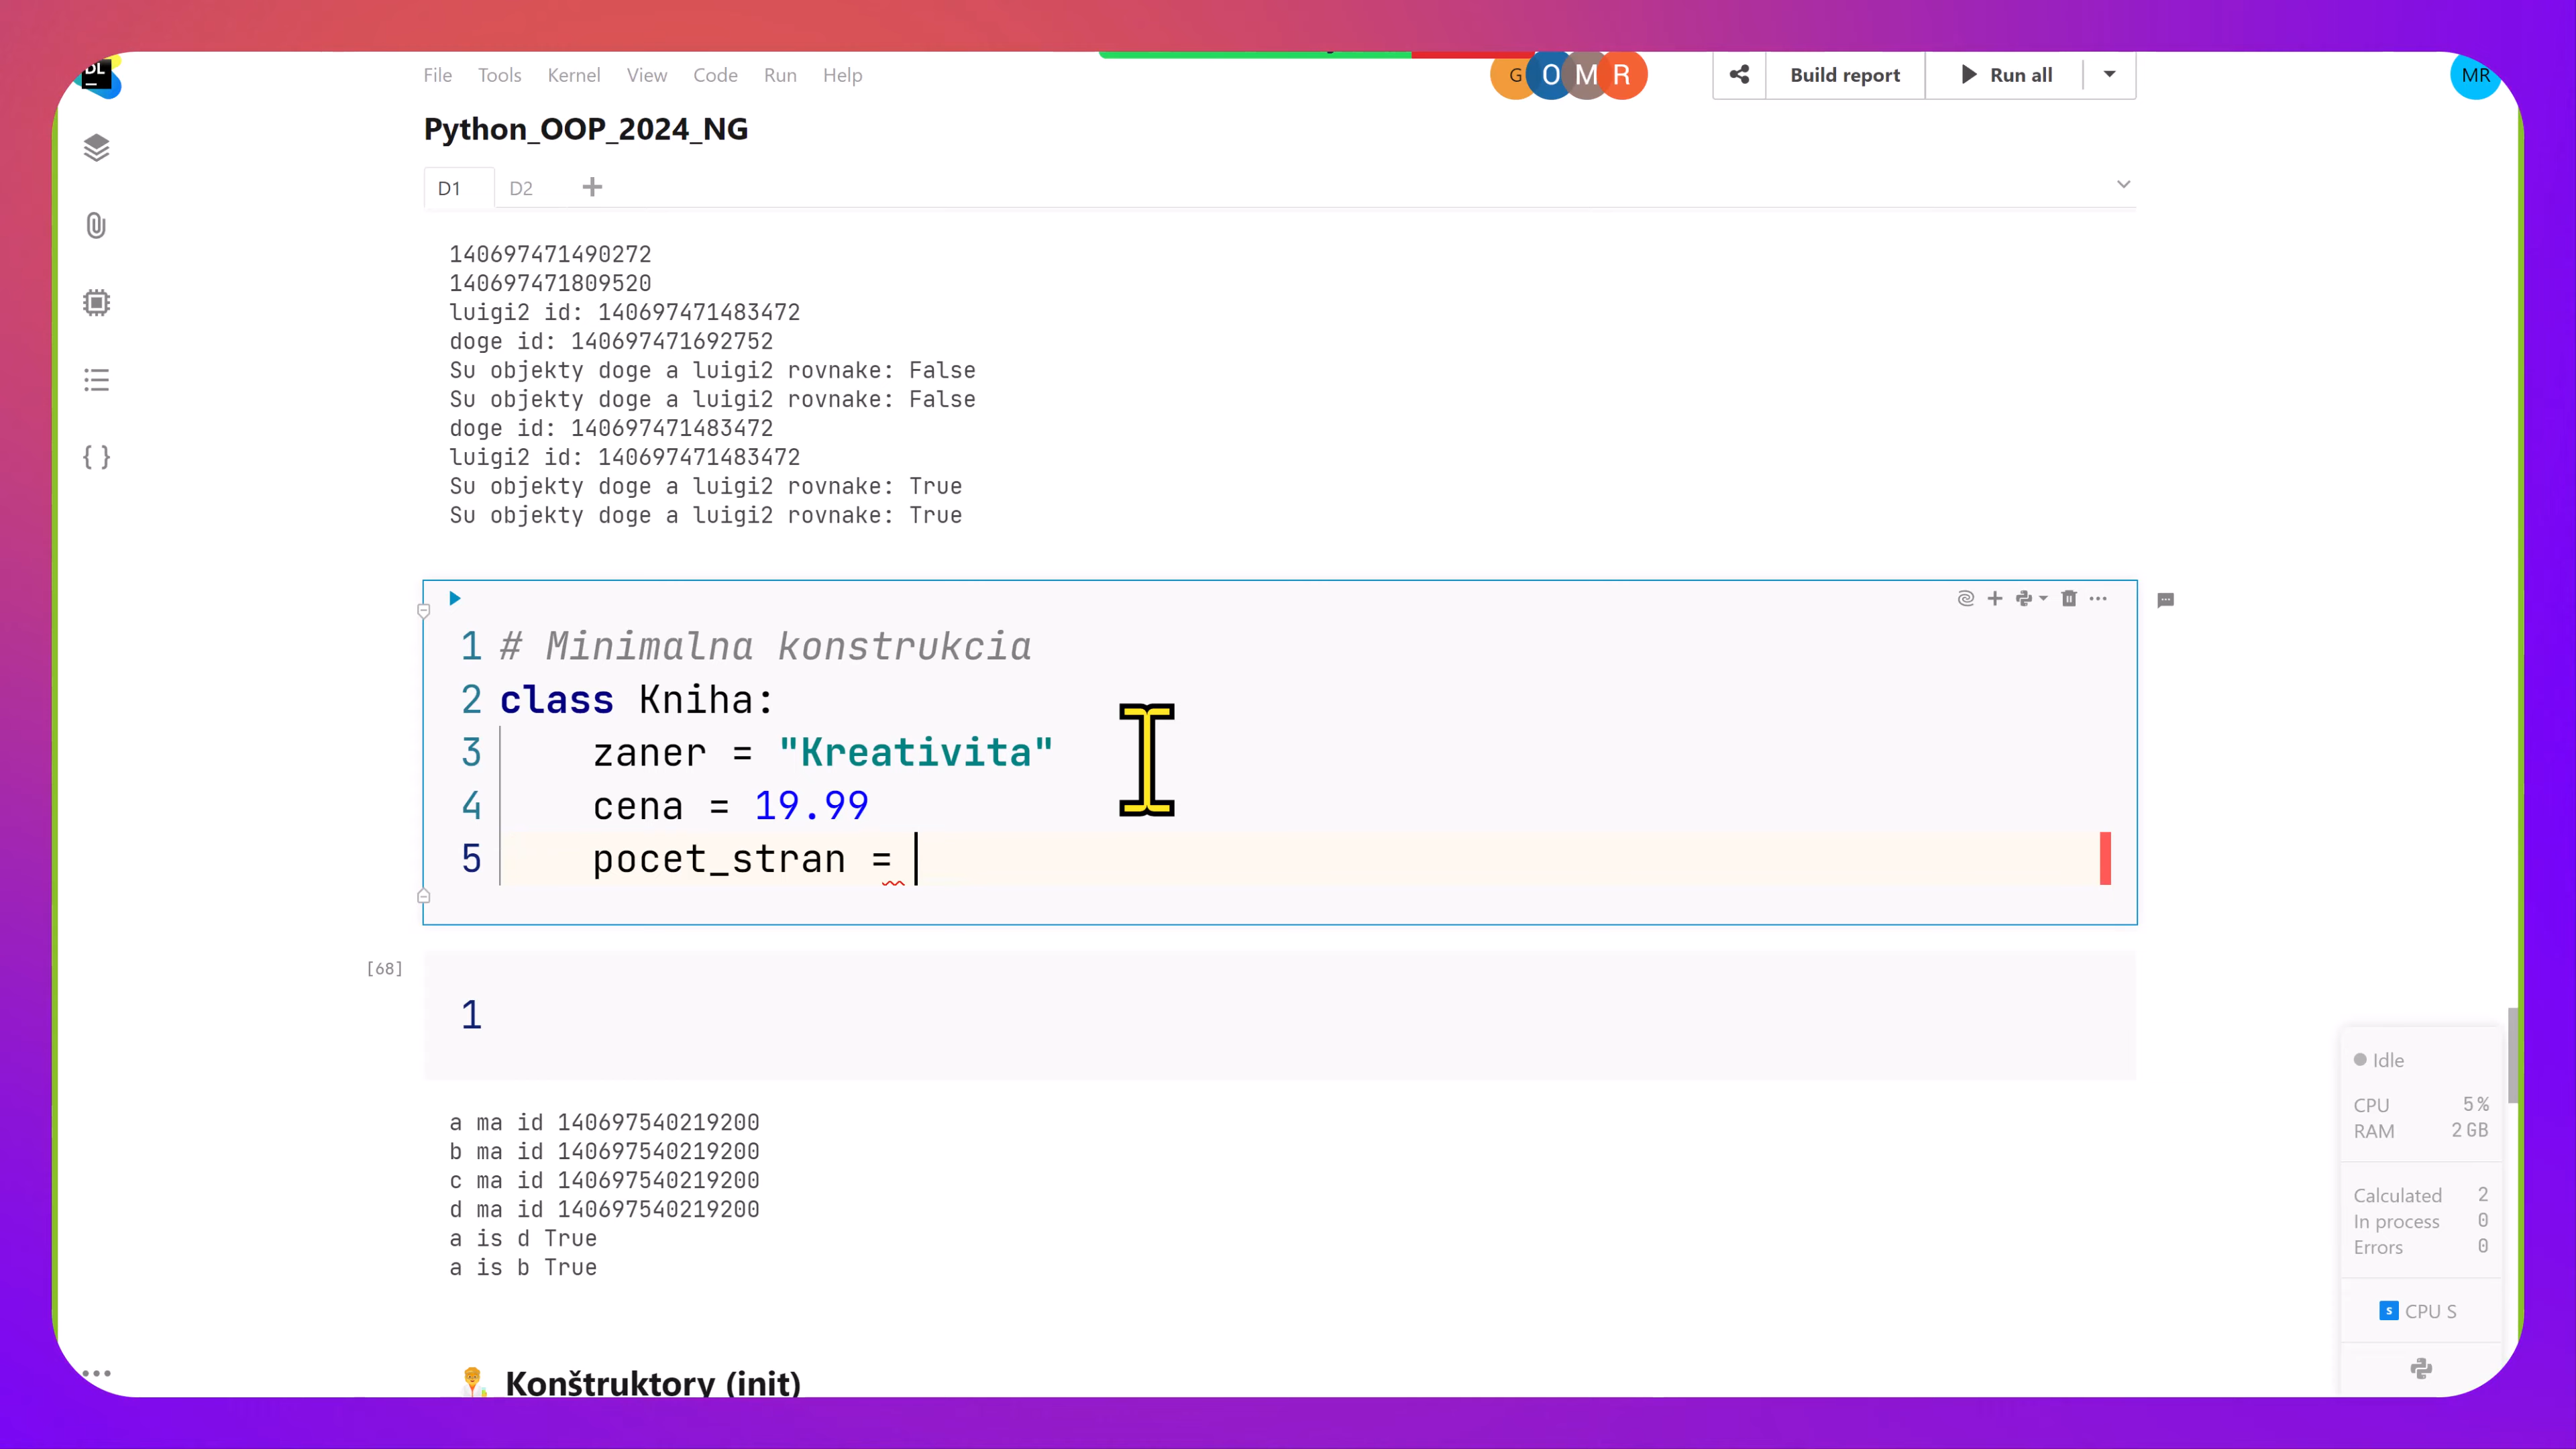 DL
File Tools Kernel View Code Run Help
G O M R
Build report
Run all
MR
Python_OOP_2024_NG
D1 D2
140697471490272
140697471809520
luigi2 id: 140697471483472
doge id: 140697471692752
Su objekty doge a luigi2 rovnake: False
Su objekty doge a luigi2 rovnake: False
doge id: 140697471483472
luigi2 id: 140697471483472
Su objekty doge a luigi2 rovnake: True
Su objekty doge a luigi2 rovnake: True
1 # Minimalna konstrukcia
2 class Kniha:
3 zaner = "Kreativita"
4 cena = 19.99
5 pocet_stran =
[68]
1
a ma id 140697540219200
b ma id 140697540219200
c ma id 140697540219200
d ma id 140697540219200
a is d True
a is b True
Konštruktory (init)
Idle
CPU 5%
RAM 2 GB
Calculated 2
In process 0
Errors 0
S CPU S